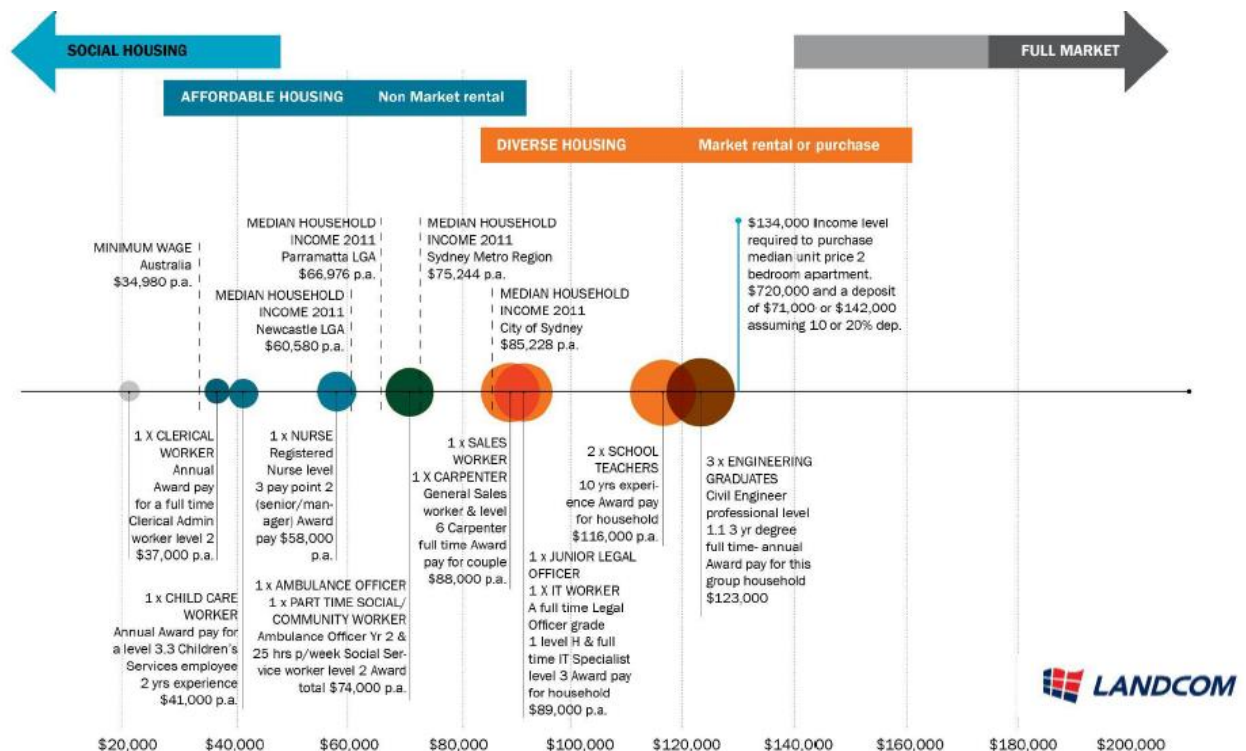 SOCIAL HOUSING
FULL MARKET
AFFORDABLE HOUSING Non Market rental
DIVERSE HOUSING Market rental or purchase
MINIMUM WAGE
Australia
$34,980 p.a.
MEDIAN HOUSEHOLD
INCOME 2011
Parramatta LGA
$66,976 p.a.
MEDIAN HOUSEHOLD
INCOME 2011
Newcastle LGA
$60,580 p.a.
MEDIAN HOUSEHOLD
INCOME 2011
Sydney Metro Region
$75,244 p.a.
MEDIAN HOUSEHOLD
INCOME 2011
City of Sydney
$85,228 p.a.
$134,000 Income level
required to purchase
median unit price 2
bedroom apartment.
$720,000 and a deposit
of $71,000 or $142,000
assuming 10 or 20% dep.
1 X CLERICAL
WORKER
Annual
Award pay
for a full time
Clerical Admin
worker level 2
$37,000 p.a.
1 x CHILD CARE
WORKER
Annual Award pay for
a level 3.3 Children's
Services employee
2 yrs experience
$41,000 p.a.
1 x NURSE
Registered
Nurse level
3 pay point 2
(senior/man-
ager) Award
pay $58,000
p.a.
1 x AMBULANCE OFFICER
1 x PART TIME SOCIAL/
COMMUNITY WORKER
Ambulance Officer Yr 2 &
25 hrs p/week Social Ser-
vice worker level 2 Award
total $74,000 p.a.
1 x SALES
WORKER
1 X CARPENTER
General Sales
worker & level
6 Carpenter
full time Award
pay for couple
$88,000 p.a.
1 x JUNIOR LEGAL
OFFICER
1 X IT WORKER
A full time Legal
Officer grade
1 level H & full
time IT Specialist
level 3 Award pay
for household
$89,000 p.a.
2 x SCHOOL
TEACHERS
10 yrs experi-
ence Award pay
for household
$116,000 p.a.
3 x ENGINEERING
GRADUATES
Civil Engineer
professional level
1.1 3 yr degree
full time- annual
Award pay for this
group household
$123,000
LANDCOM
$20,000 $40,000 $60,000 $80,000 $100,000 $120,000 $140,000 $160,000 $180,000 $200,000